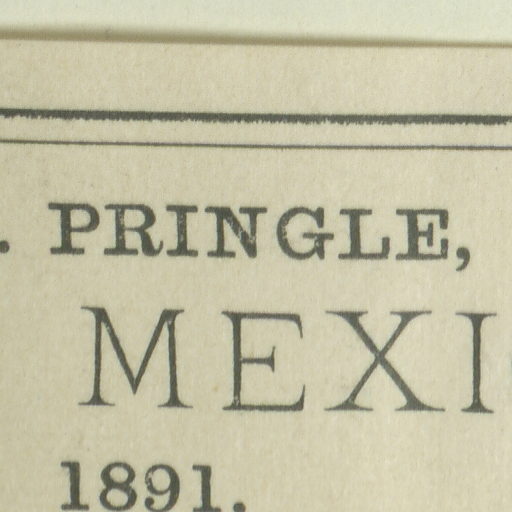 . PRINGLE,
MEXI
1891.